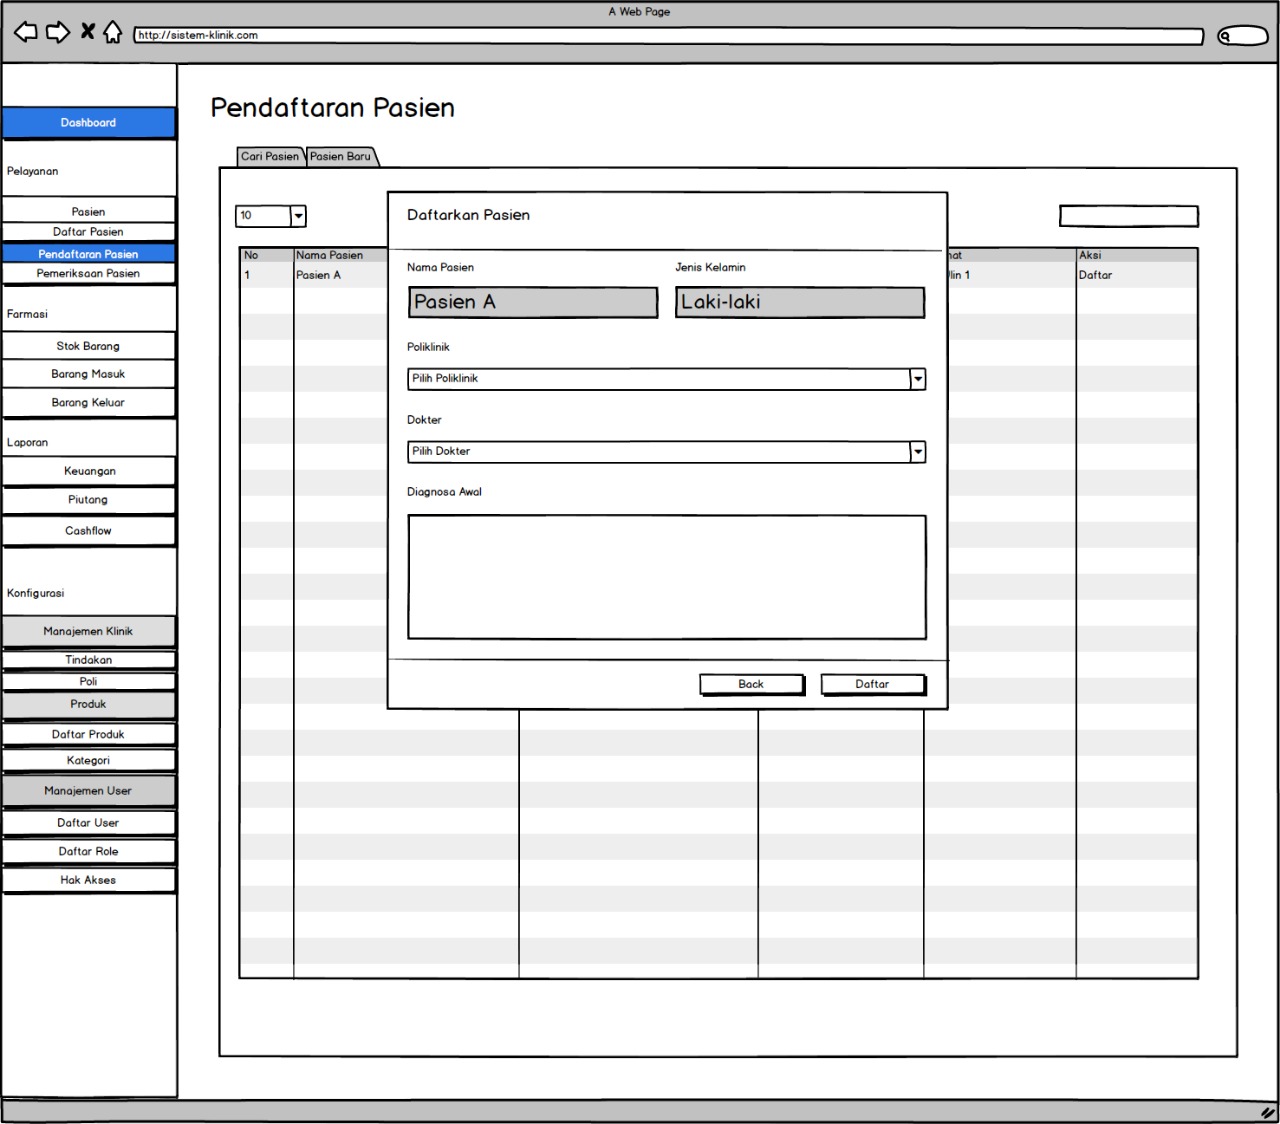 A Web Page
http://sistem-klinik.com
Dashboard
Pelayanan
Pasien
Daftar Pasien
Pendaftaran Pasien
Pemeriksaan Pasien
Farmasi
Stok Barang
Barang Masuk
Barang Keluar
Laporan
Keuangan
Piutang
Cashflow
Konfigurasi
Manajemen Klinik
Tindakan
Poli
Produk
Daftar Produk
Kategori
Manajemen User
Daftar User
Daftar Role
Hak Akses
Pendaftaran Pasien
Cari Pasien Pasien Baru
10
No Nama Pasien Aksi
1 Pasien A 1 Daftar
Daftarkan Pasien
Nama Pasien Jenis Kelamin
Pasien A Laki-laki
Poliklinik
Pilih Poliklinik
Dokter
Pilih Dokter
Diagnosa Awal
Back Daftar